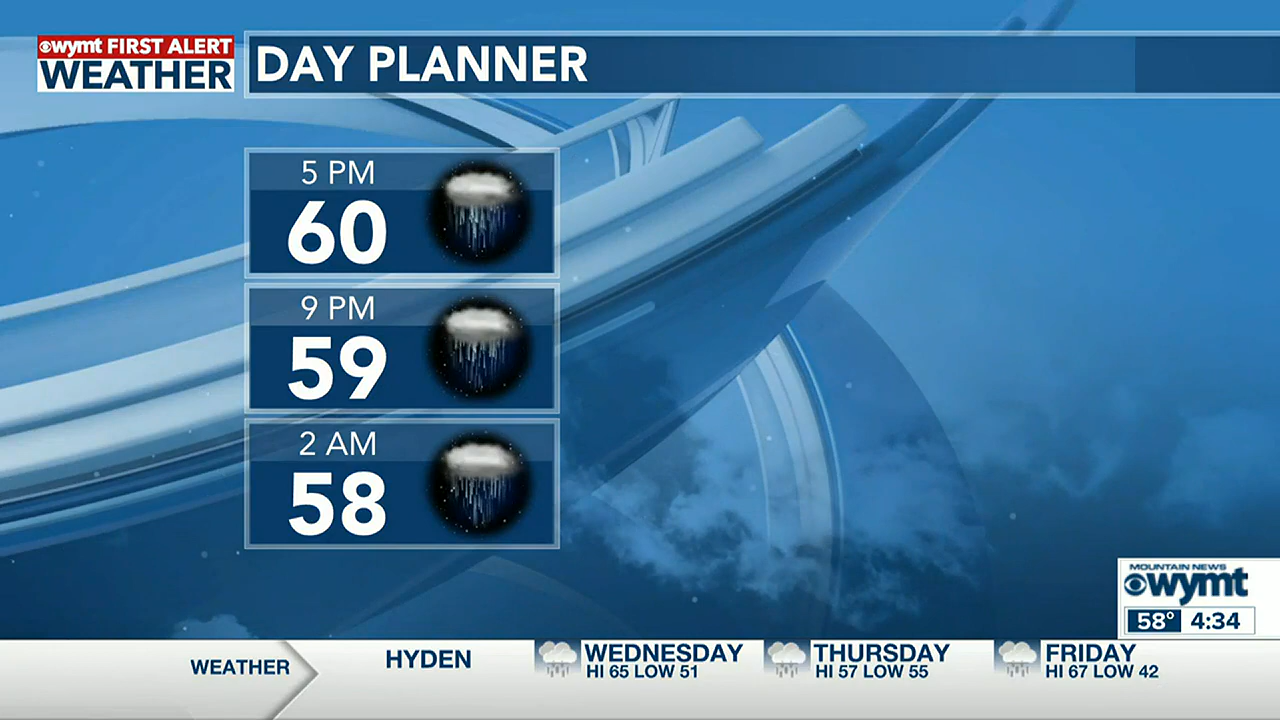 wymt FIRST ALERT
WEATHER
DAY PLANNER
5 PM
60
9 PM
59
2 AM
58
MOUNTAIN NEWS
wymt
58° 4:34
WEATHER
HYDEN
WEDNESDAY
HI 65 LOW 51
THURSDAY
HI 57 LOW 55
FRIDAY
HI 67 LOW 42